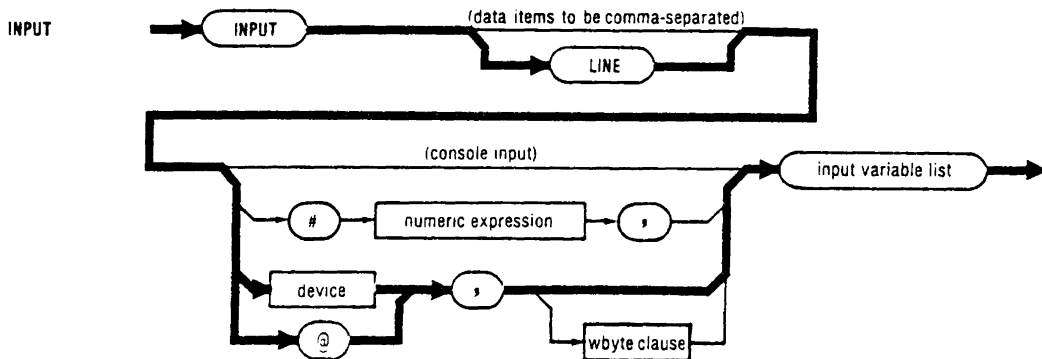 INPUT
INPUT
(data items to be comma-separated)
LINE
(console input)
input variable list
#
numeric expression
,
device
,
@
wbyte clause